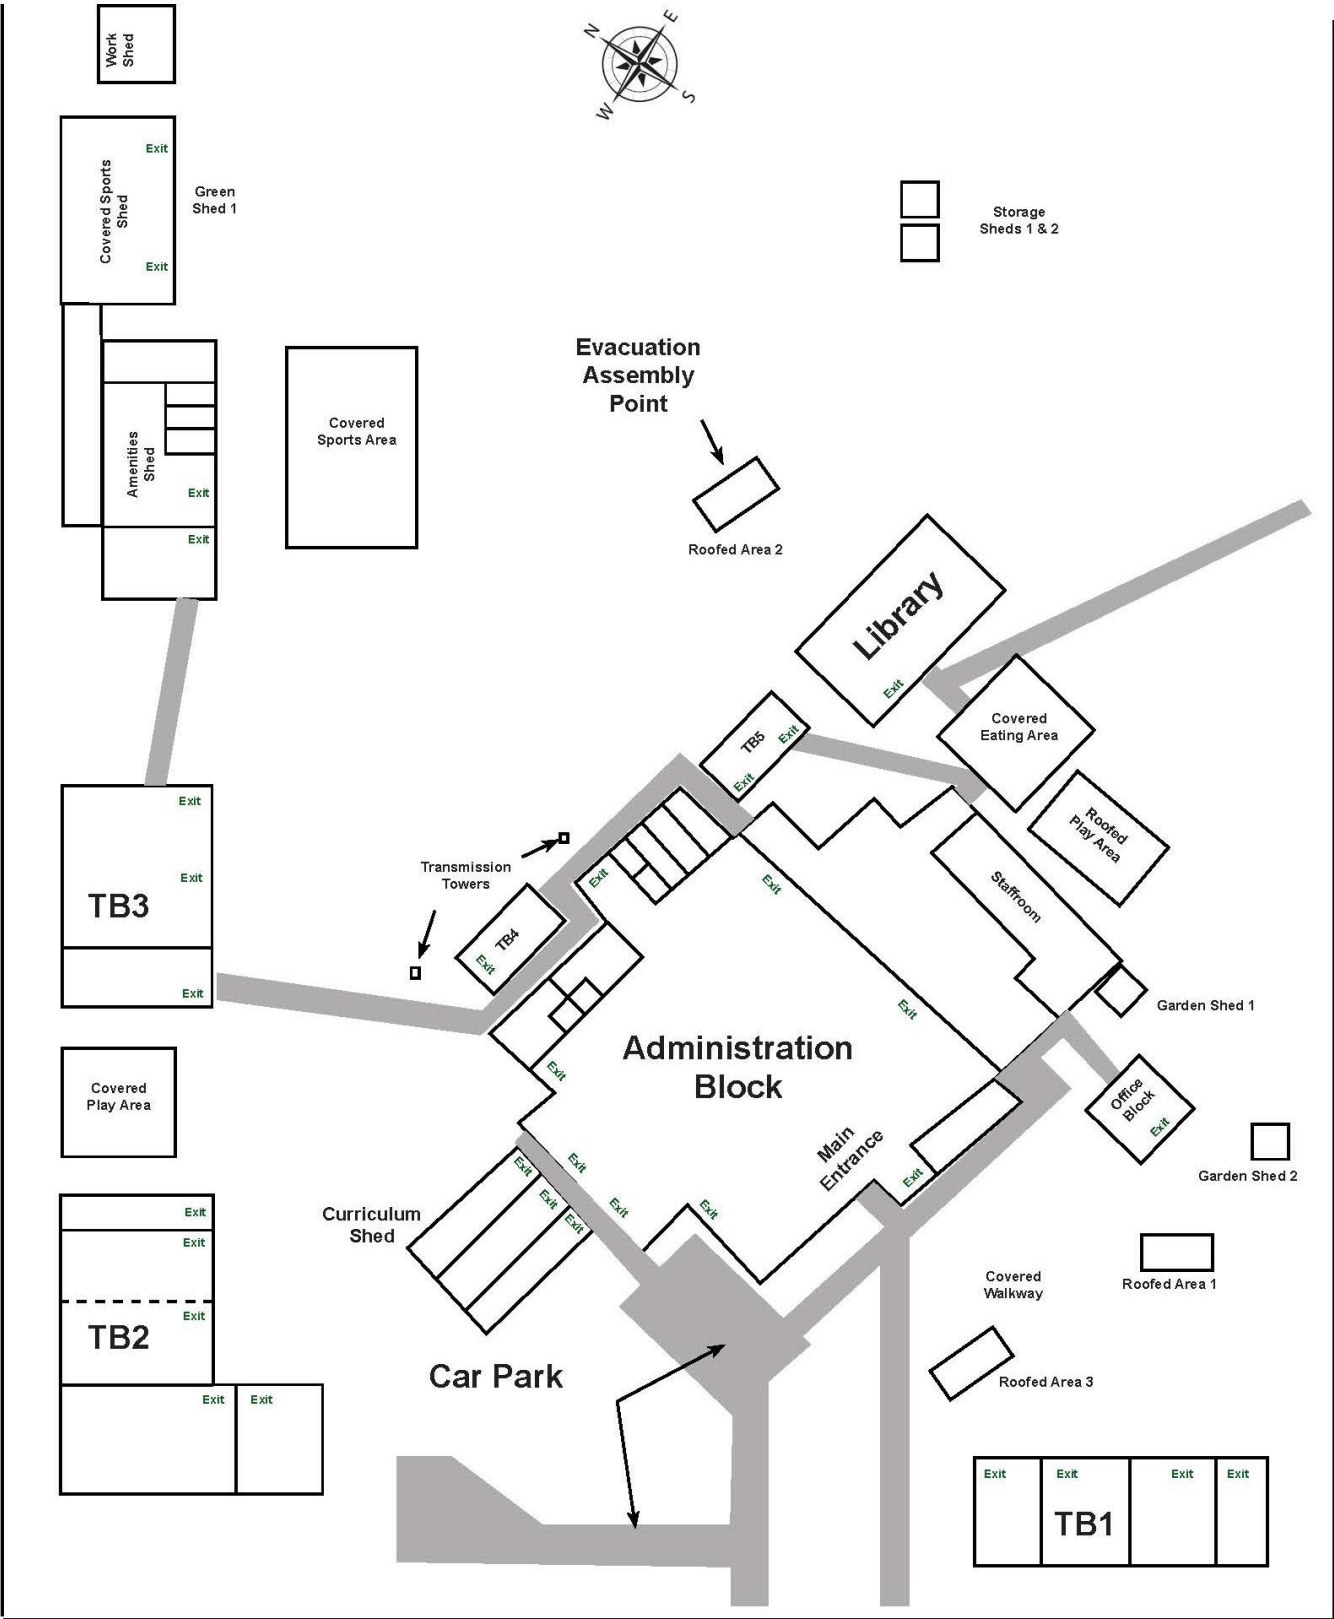 N
E
W
S
Work
Shed
Exit
Covered Sports
Shed
Exit
Green
Shed 1
Storage
Sheds 1 & 2
Evacuation
Assembly
Point
Roofed Area 2
Covered
Sports Area
Amenities
Shed
Exit
Exit
Library
Exit
Covered
Eating Area
TB5
Exit
Exit
Roofed
Play Area
Staffroom
Transmission
Towers
Exit
TB3
Exit
Exit
Exit
TB4
Exit
Exit
Exit
Administration
Block
Exit
Garden Shed 1
Office
Block
Exit
Garden Shed 2
Covered
Play Area
Main
Entrance
Exit
Exit
Exit
Exit
Exit
Exit
Exit
Curriculum
Shed
Exit
Exit
Exit
TB2
Exit
Exit
Covered
Walkway
Roofed Area 1
Roofed Area 3
Car Park
Exit
Exit
Exit
Exit
TB1